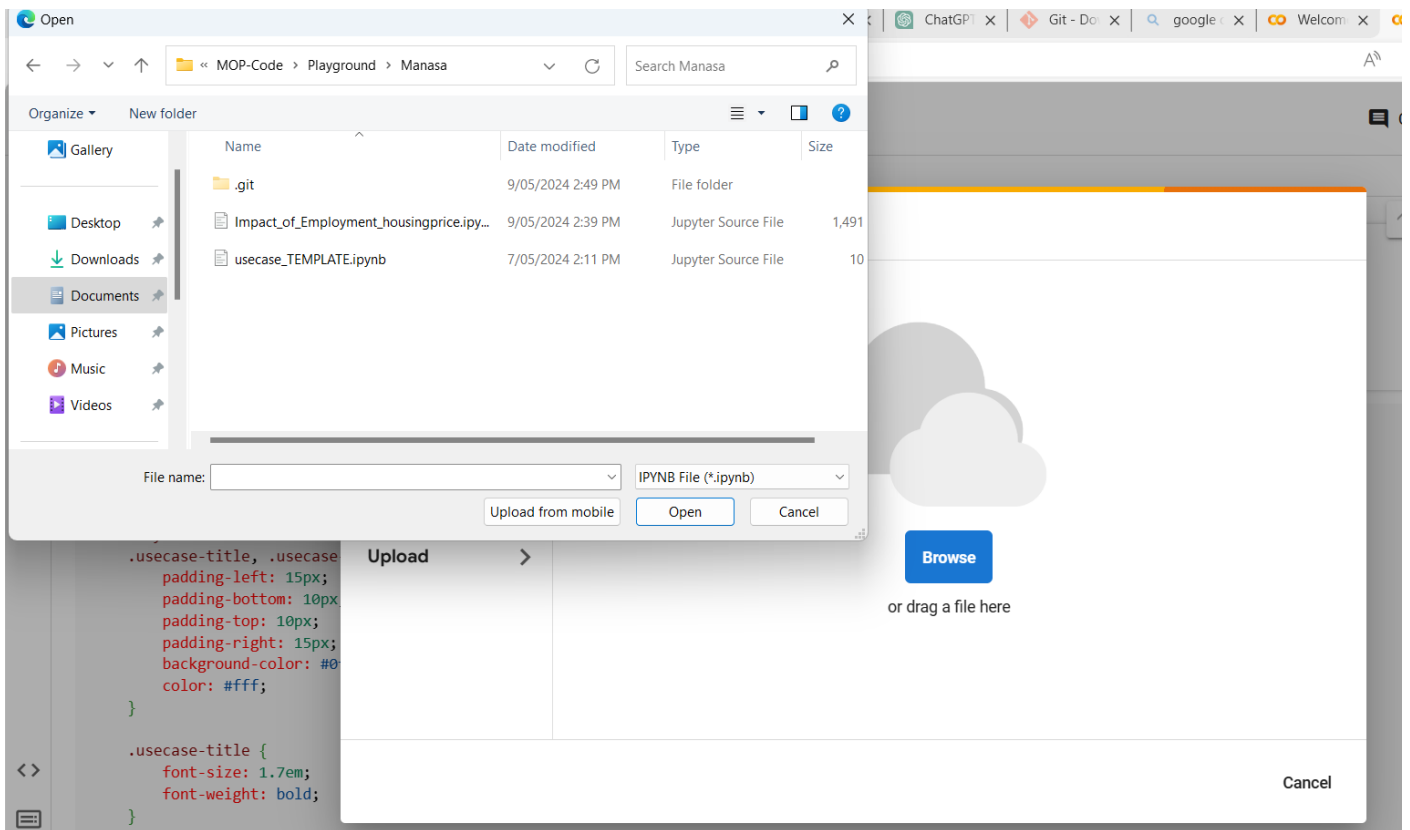 Open
ChatGPT
Git - Do
google
Welcom
MOP-Code > Playground > Manasa
Search Manasa
Organize
New folder
Gallery
Desktop
Downloads
Documents
Pictures
Music
Videos
Name Date modified Type Size
.git 9/05/2024 2:49 PM File folder
Impact_of_Employment_housingprice.ipy... 9/05/2024 2:39 PM Jupyter Source File 1,491
usecase_TEMPLATE.ipynb 7/05/2024 2:11 PM Jupyter Source File 10
File name:
IPYNB File (*.ipynb)
Upload from mobile
Open
Cancel
.usecase-title, .usecase
padding-left: 15px;
padding-bottom: 10px
padding-top: 10px;
padding-right: 15px;
background-color: #0
color: #fff;
}
.usecase-title {
font-size: 1.7em;
font-weight: bold;
}
Upload
Browse
or drag a file here
Cancel